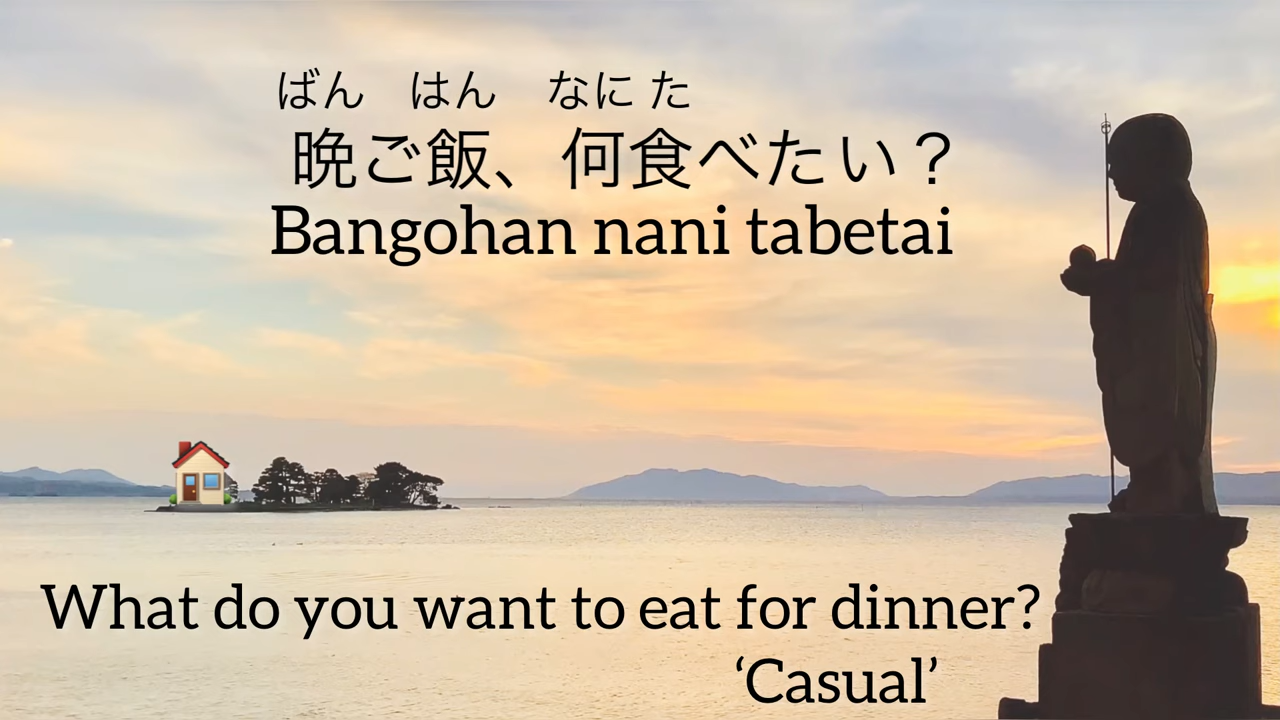 ばん はん なに た
晩ご飯、何食べたい？
Bangohan nani tabetai
What do you want to eat for dinner?
‘Casual’